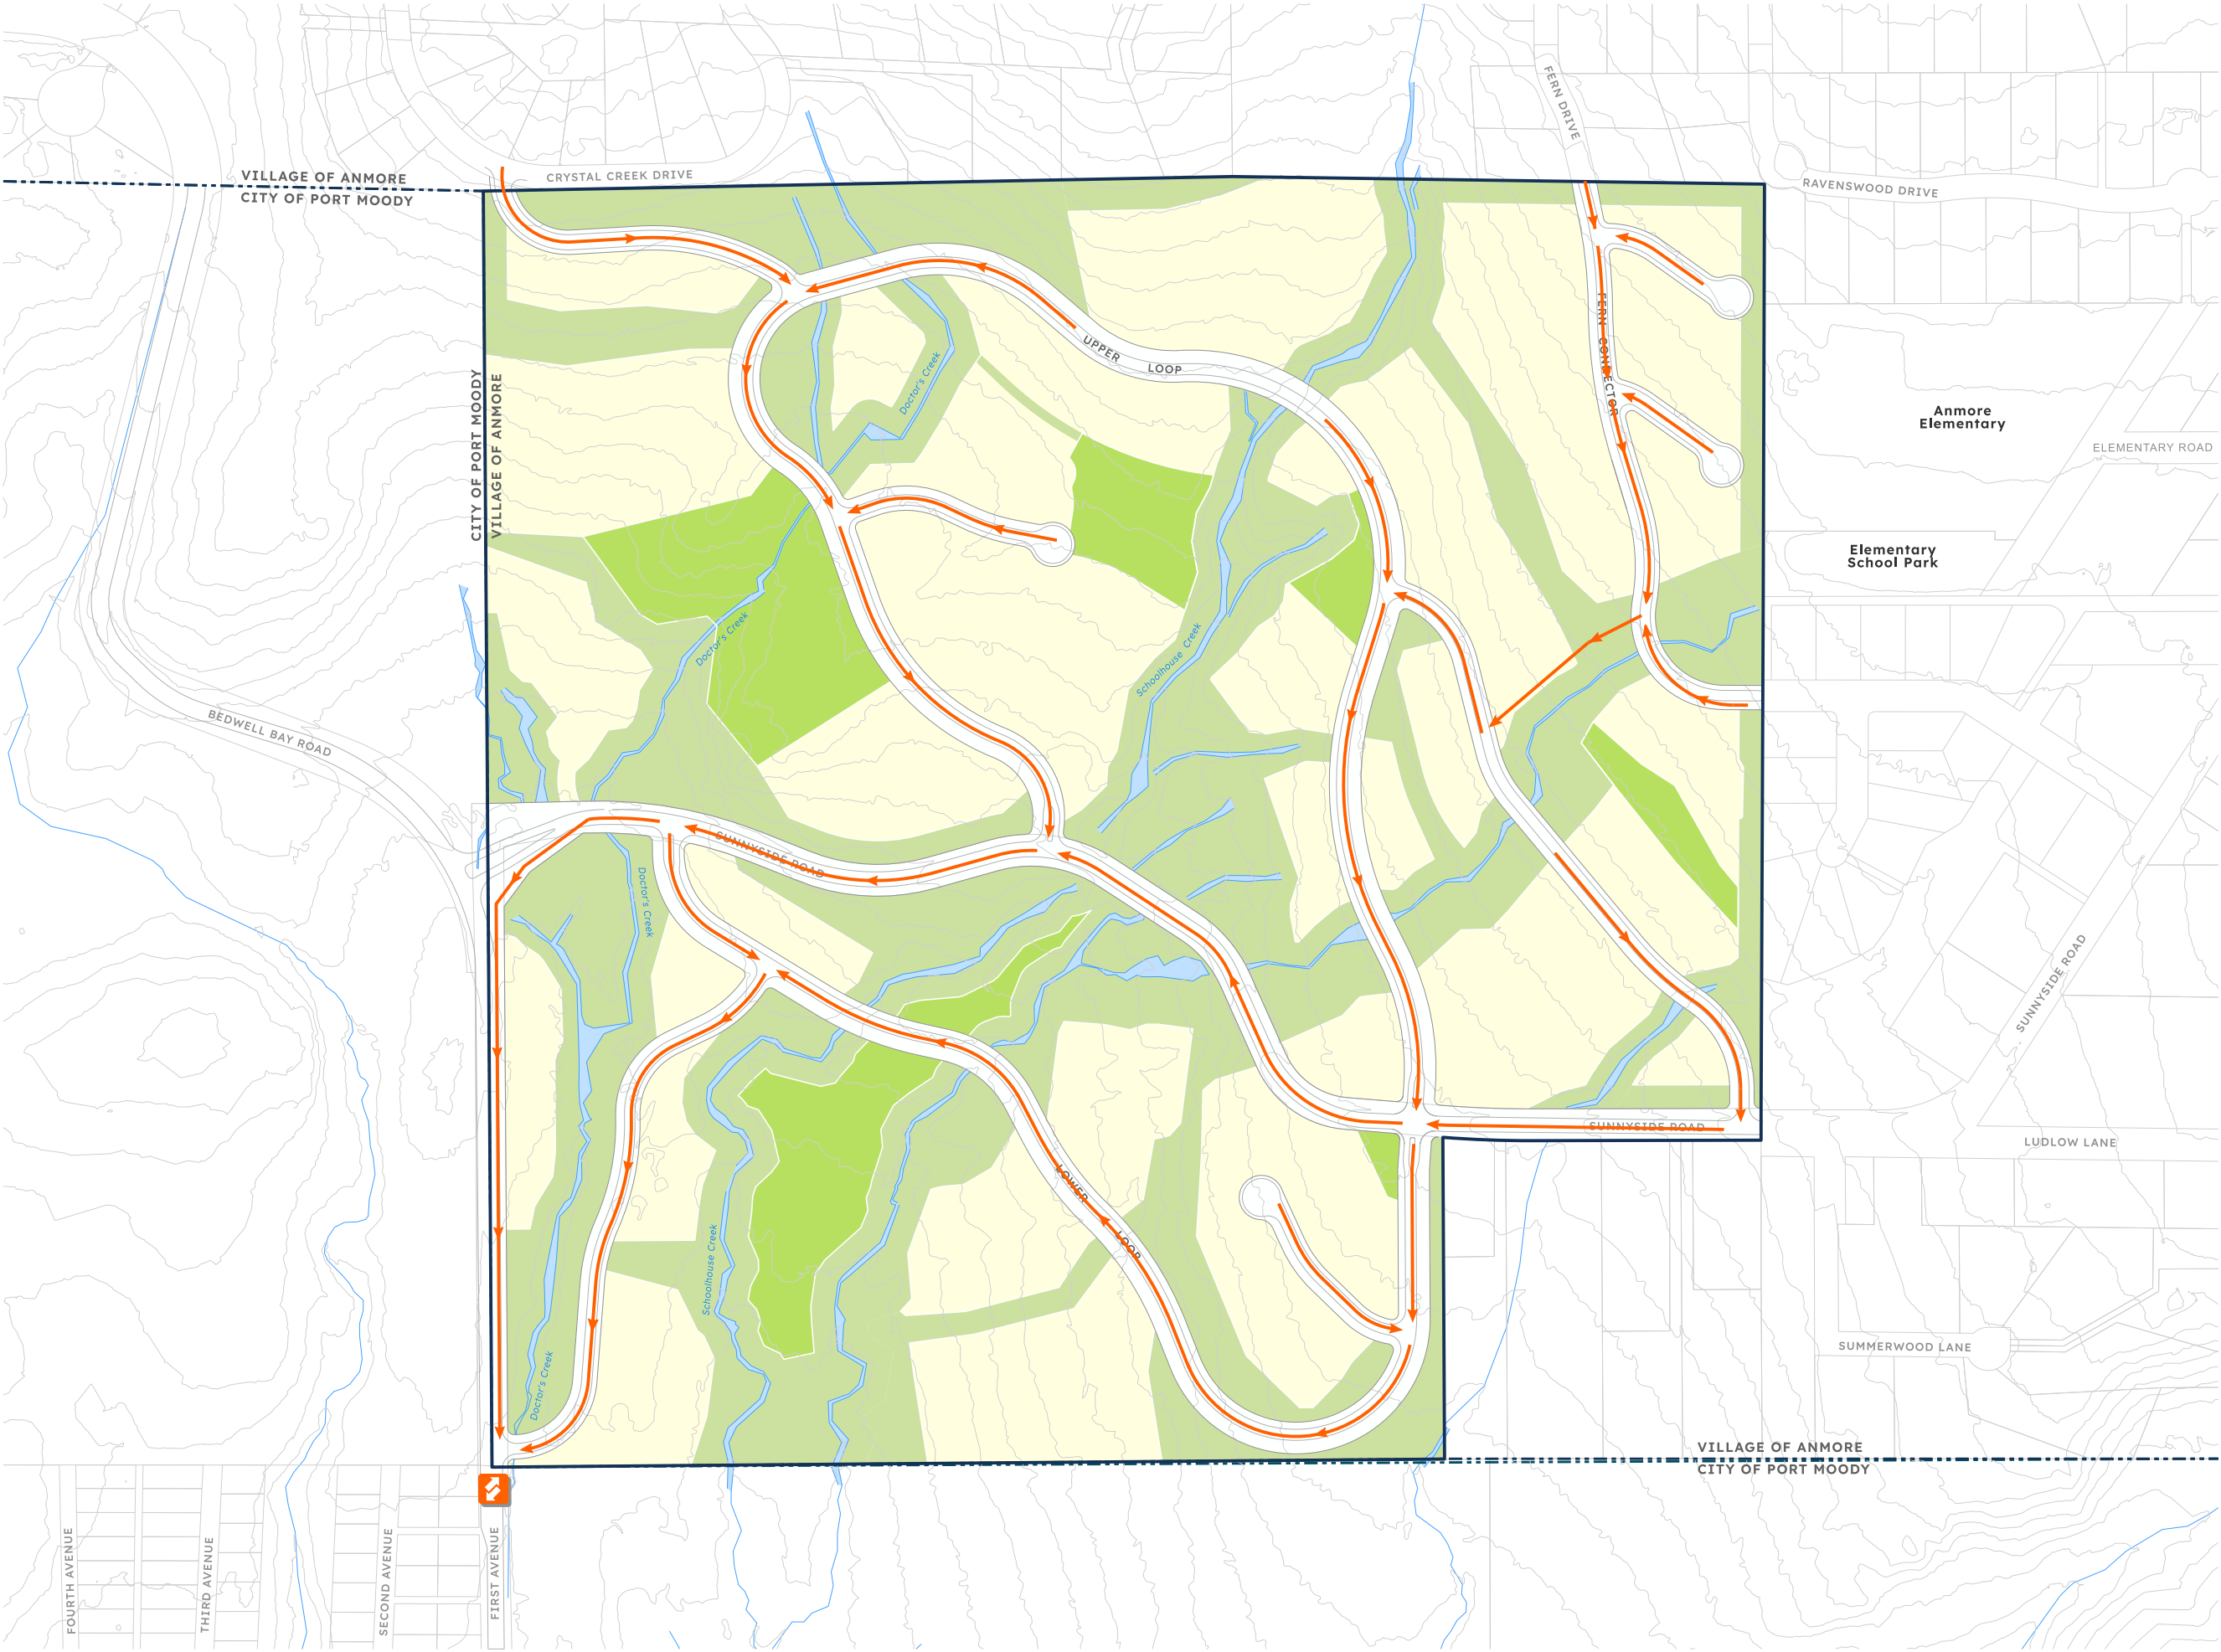 FERN DRIVE
VILLAGE OF ANMORE
CITY OF PORT MOODY
CRYSTAL CREEK DRIVE
RAVENSWOOD DRIVE
FERN CONNECTOR
UPPER
LOOP
Doctor's Creek
CITY OF PORT MOODY
VILLAGE OF ANMORE
Anmore
Elementary
ELEMENTARY ROAD
Elementary
School Park
Doctor's Creek
Schoolhouse Creek
BEDWELL BAY ROAD
SUNNYSIDE ROAD
Doctor's Creek
SUNNYSIDE ROAD
SUNNYSIDE ROAD
LUDLOW LANE
LOWER
LOOP
Schoolhouse Creek
SUMMERWOOD LANE
Doctor's Creek
VILLAGE OF ANMORE
CITY OF PORT MOODY
FOURTH AVENUE
THIRD AVENUE
SECOND AVENUE
FIRST AVENUE